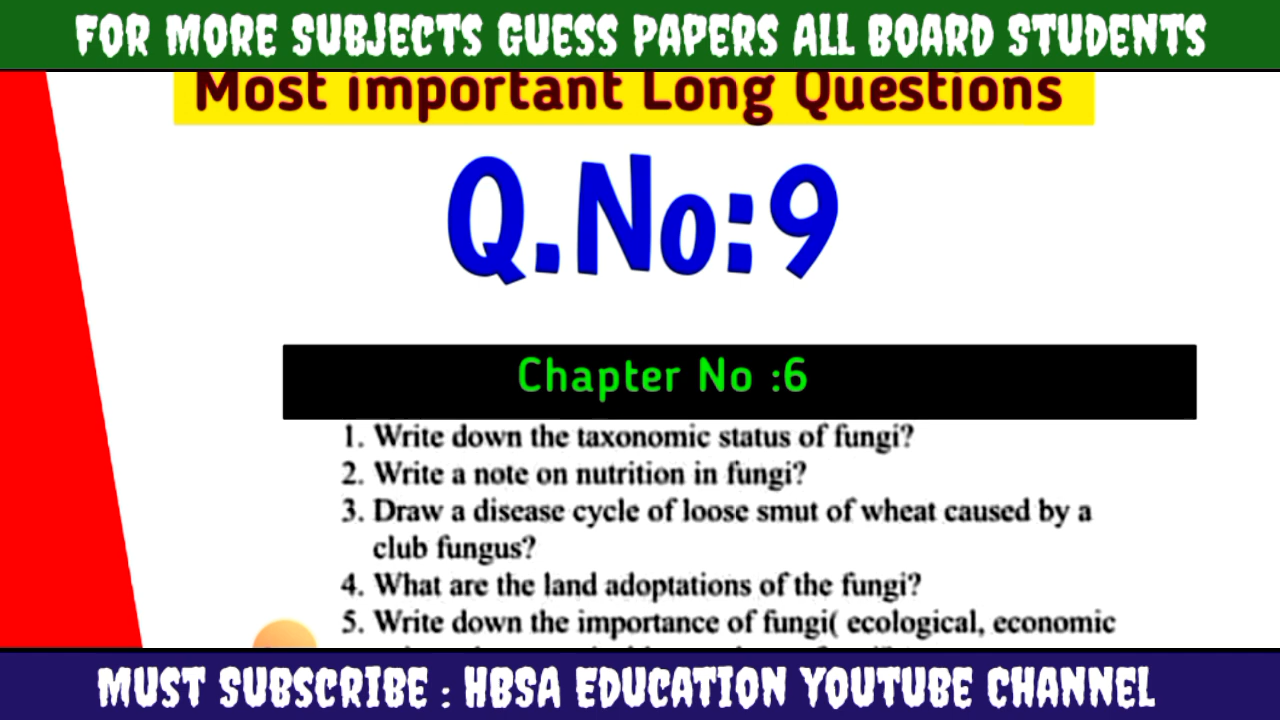 FOR MORE SUBJECTS GUESS PAPERS ALL BOARD STUDENTS
Most important Long Questions
Q.No:9
Chapter No :6
1. Write down the taxonomic status of fungi?
2. Write a note on nutrition in fungi?
3. Draw a disease cycle of loose smut of wheat caused by a
club fungus?
4. What are the land adoptations of the fungi?
5. Write down the importance of fungi( ecological, economic
MUST SUBSCRIBE : HBSA EDUCATION YOUTUBE CHANNEL